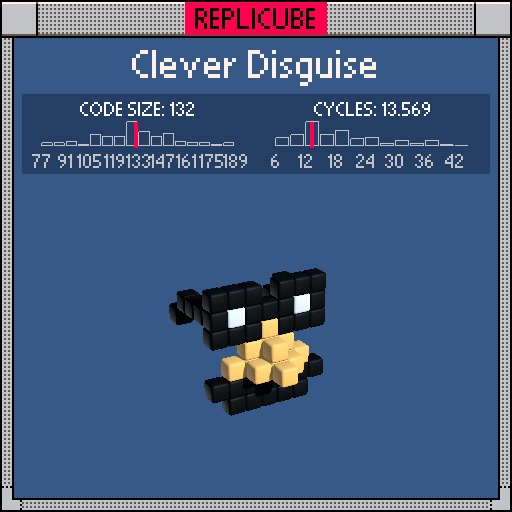 REPLICUBE
Clever Disguise
CODE SIZE: 132
CYCLES: 13.569
77 91105119133147161175189
6 12 18 24 30 36 42